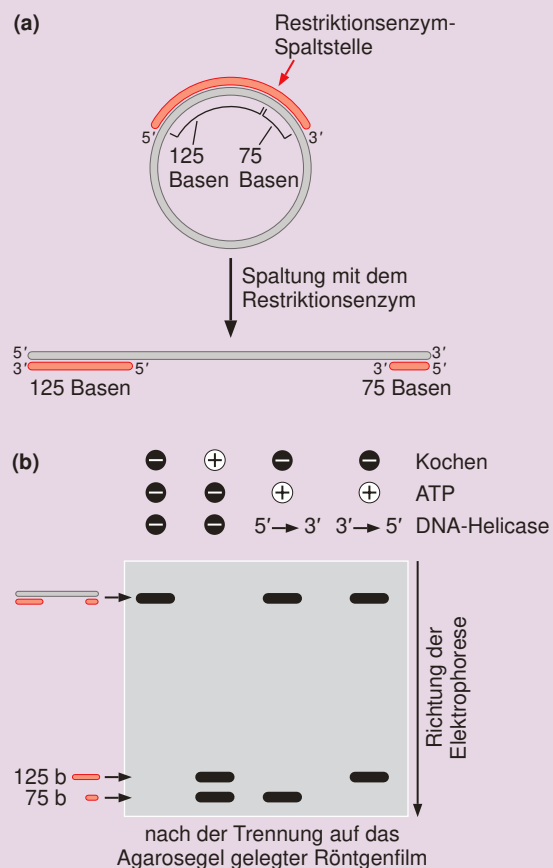 (a)
Restriktionsenzym-
Spaltstelle
5′
3′
125
Basen
75
Basen
Spaltung mit dem
Restriktionsenzym
5′
3′
3′
5′
3′
5′
125 Basen
75 Basen
(b)
− + − − Kochen
− − + + ATP
− − 5′→3′ 3′→5′ DNA-Helicase
Richtung der
Elektrophorese
125 b
75 b
nach der Trennung auf das
Agarosegel gelegter Röntgenfilm